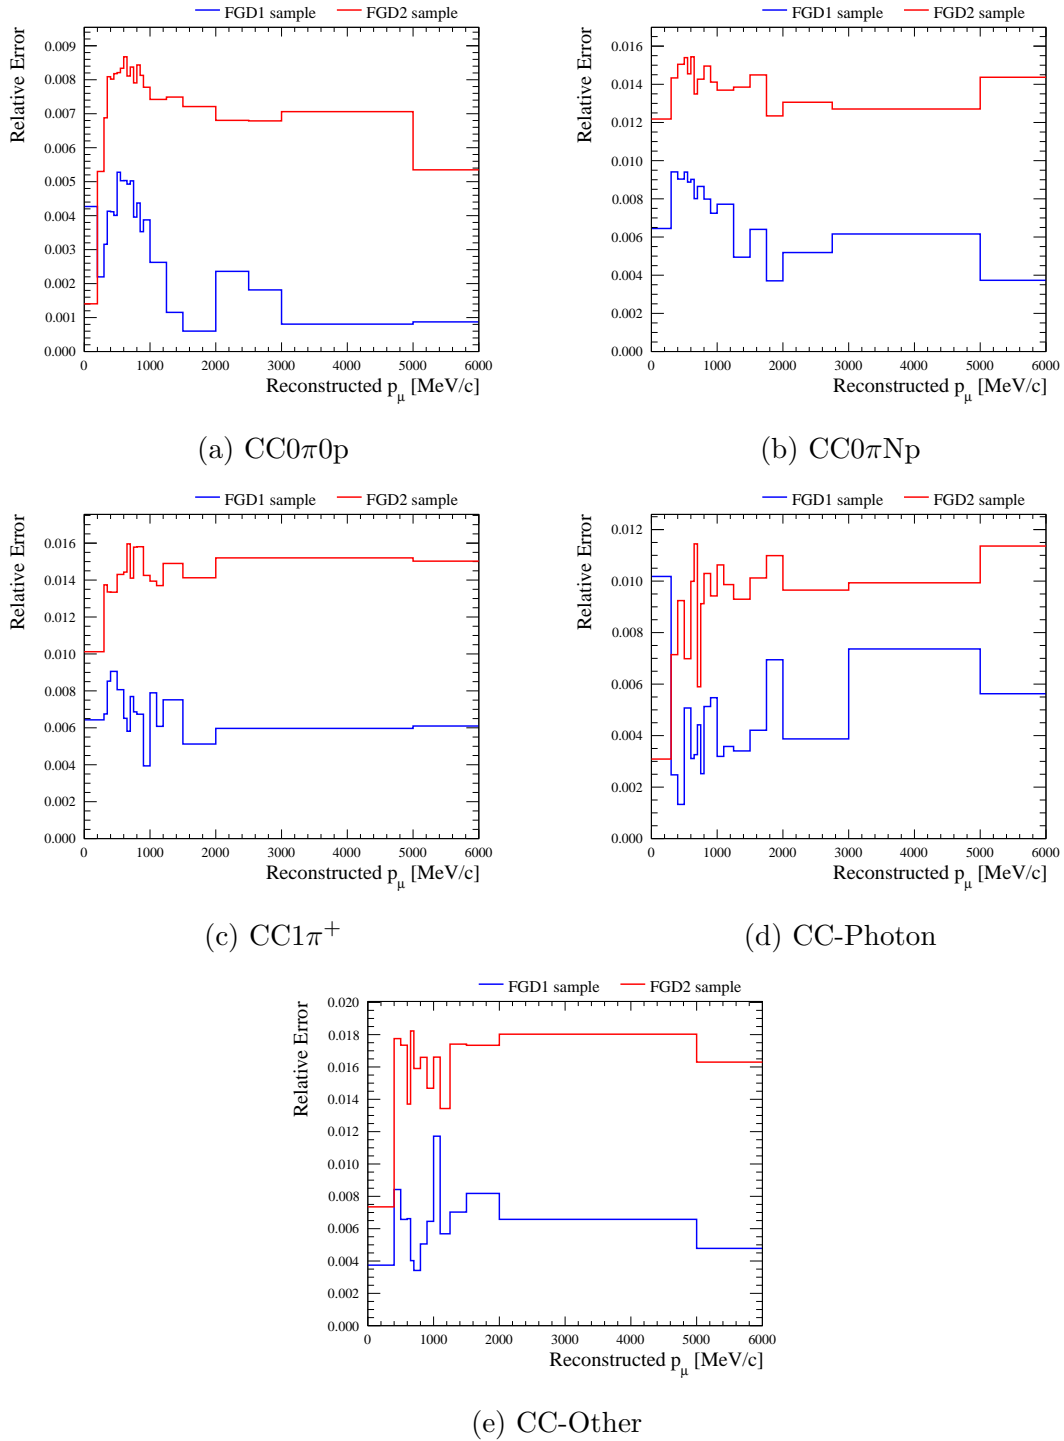 FGD1 sample FGD2 sample
Relative Error
0.009
0.008
0.007
0.006
0.005
0.004
0.003
0.002
0.001
0.000
0 1000 2000 3000 4000 5000 6000
Reconstructed pμ [MeV/c]
(a) CC0π0p
FGD1 sample FGD2 sample
Relative Error
0.016
0.014
0.012
0.010
0.008
0.006
0.004
0.002
0.000
0 1000 2000 3000 4000 5000 6000
Reconstructed pμ [MeV/c]
(b) CC0πNp
FGD1 sample FGD2 sample
Relative Error
0.016
0.014
0.012
0.010
0.008
0.006
0.004
0.002
0.000
0 1000 2000 3000 4000 5000 6000
Reconstructed pμ [MeV/c]
(c) CC1π+
FGD1 sample FGD2 sample
Relative Error
0.012
0.010
0.008
0.006
0.004
0.002
0.000
0 1000 2000 3000 4000 5000 6000
Reconstructed pμ [MeV/c]
(d) CC-Photon
FGD1 sample FGD2 sample
Relative Error
0.020
0.018
0.016
0.014
0.012
0.010
0.008
0.006
0.004
0.002
0.000
0 1000 2000 3000 4000 5000 6000
Reconstructed pμ [MeV/c]
(e) CC-Other